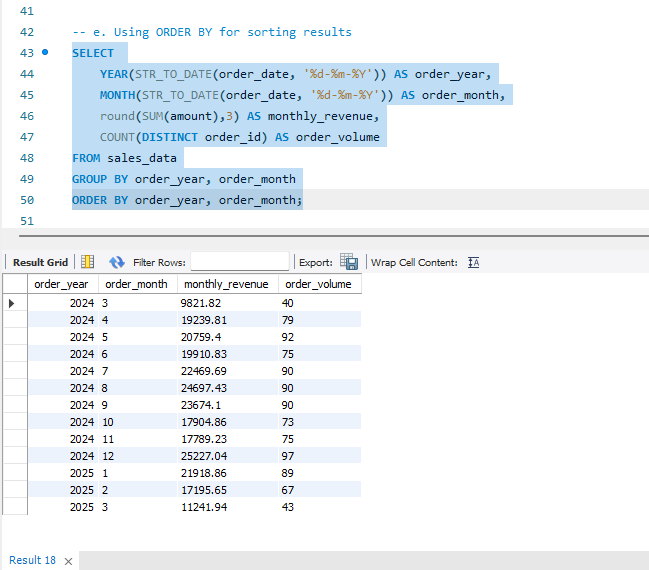 41
42 -- e. Using ORDER BY for sorting results
43 SELECT
44 YEAR(STR_TO_DATE(order_date, '%d-%m-%Y')) AS order_year,
45 MONTH(STR_TO_DATE(order_date, '%d-%m-%Y')) AS order_month,
46 round(SUM(amount),3) AS monthly_revenue,
47 COUNT(DISTINCT order_id) AS order_volume
48 FROM sales_data
49 GROUP BY order_year, order_month
50 ORDER BY order_year, order_month;
51
Result Grid Filter Rows: Export: Wrap Cell Content: IA
order_year order_month monthly_revenue order_volume
2024 3 9821.82 40
2024 4 19239.81 79
2024 5 20759.4 92
2024 6 19910.83 75
2024 7 22469.69 90
2024 8 24697.43 90
2024 9 23674.1 90
2024 10 17904.86 73
2024 11 17789.23 75
2024 12 25227.04 97
2025 1 21918.86 89
2025 2 17195.65 67
2025 3 11241.94 43
Result 18 ×